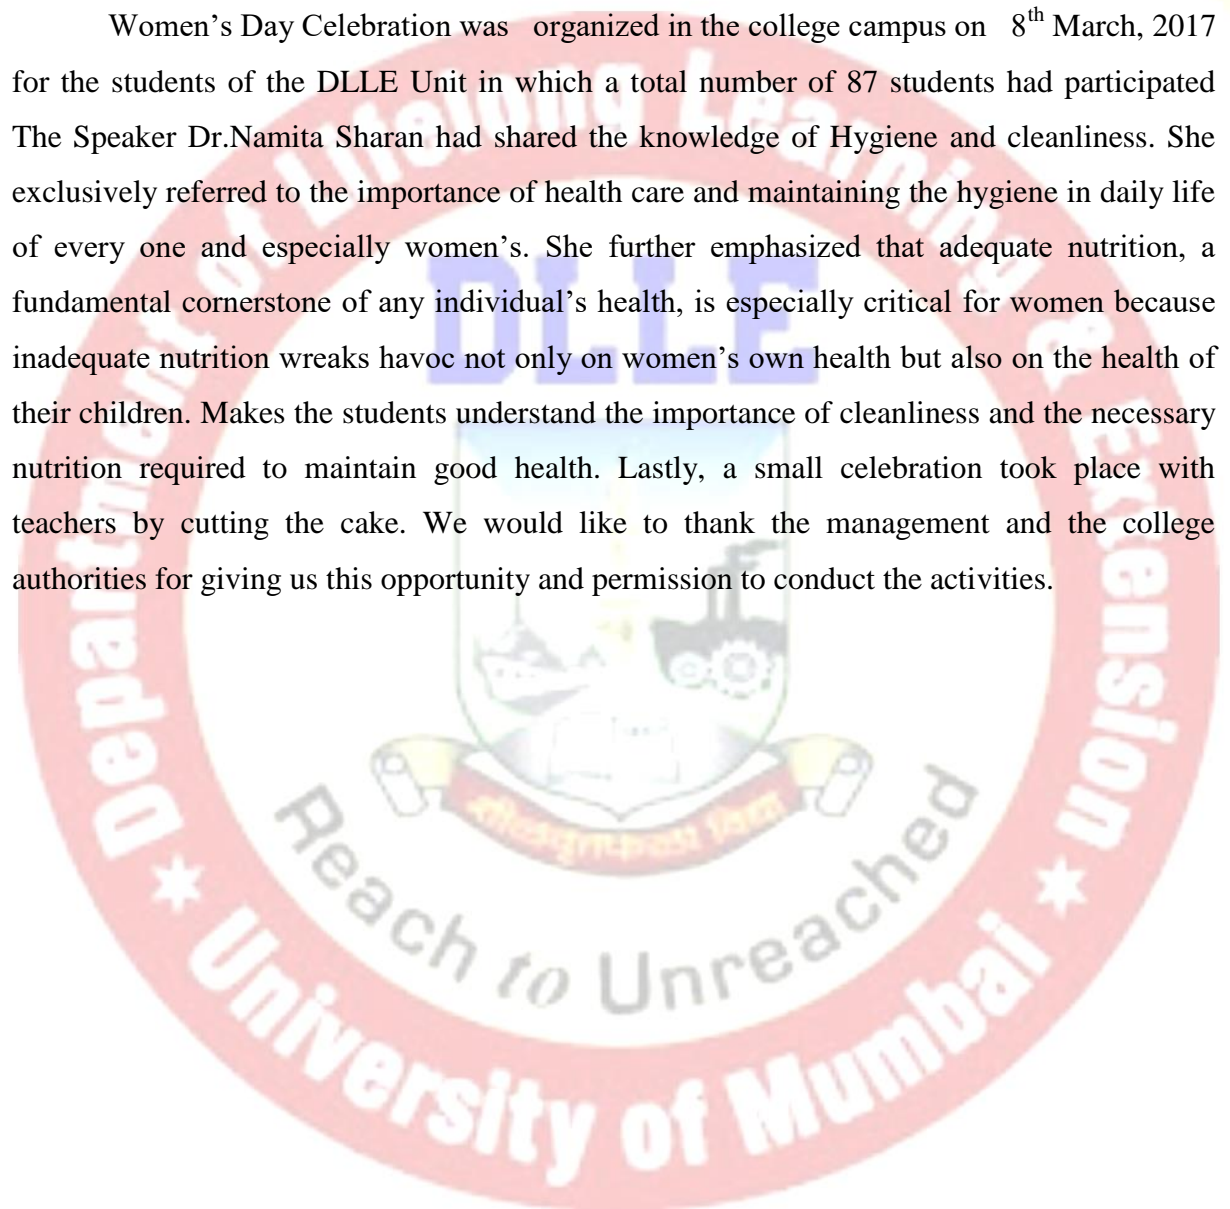 Women’s Day Celebration was organized in the college campus on 8th March, 2017
for the students of the DLLE Unit in which a total number of 87 students had participated
The Speaker Dr.Namita Sharan had shared the knowledge of Hygiene and cleanliness. She
exclusively referred to the importance of health care and maintaining the hygiene in daily life
of every one and especially women’s. She further emphasized that adequate nutrition, a
fundamental cornerstone of any individual’s health, is especially critical for women because
inadequate nutrition wreaks havoc not only on women’s own health but also on the health of
their children. Makes the students understand the importance of cleanliness and the necessary
nutrition required to maintain good health. Lastly, a small celebration took place with
teachers by cutting the cake. We would like to thank the management and the college
authorities for giving us this opportunity and permission to conduct the activities.
Department of Lifelong Learning & Extension
DLLE
Reach to Unreached
* University of Mumbai *